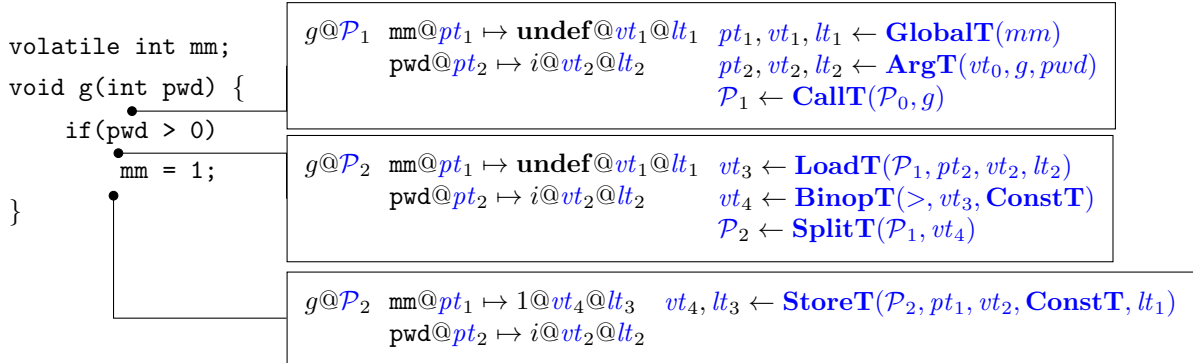 volatile int mm;
void g(int pwd) {
if(pwd > 0)
mm = 1;
}
g@𝒫₁ mm@pt₁ ↦ undef@vt₁@lt₁ pt₁, vt₁, lt₁ ← GlobalT(mm)
pwd@pt₂ ↦ i@vt₂@lt₂ pt₂, vt₂, lt₂ ← ArgT(vt₀, g, pwd)
𝒫₁ ← CallT(𝒫₀, g)
g@𝒫₂ mm@pt₁ ↦ undef@vt₁@lt₁ vt₃ ← LoadT(𝒫₁, pt₂, vt₂, lt₂)
pwd@pt₂ ↦ i@vt₂@lt₂ vt₄ ← BinopT(>, vt₃, ConstT)
𝒫₂ ← SplitT(𝒫₁, vt₄)
g@𝒫₂ mm@pt₁ ↦ 1@vt₄@lt₃ vt₄, lt₃ ← StoreT(𝒫₂, pt₁, vt₂, ConstT, lt₁)
pwd@pt₂ ↦ i@vt₂@lt₂